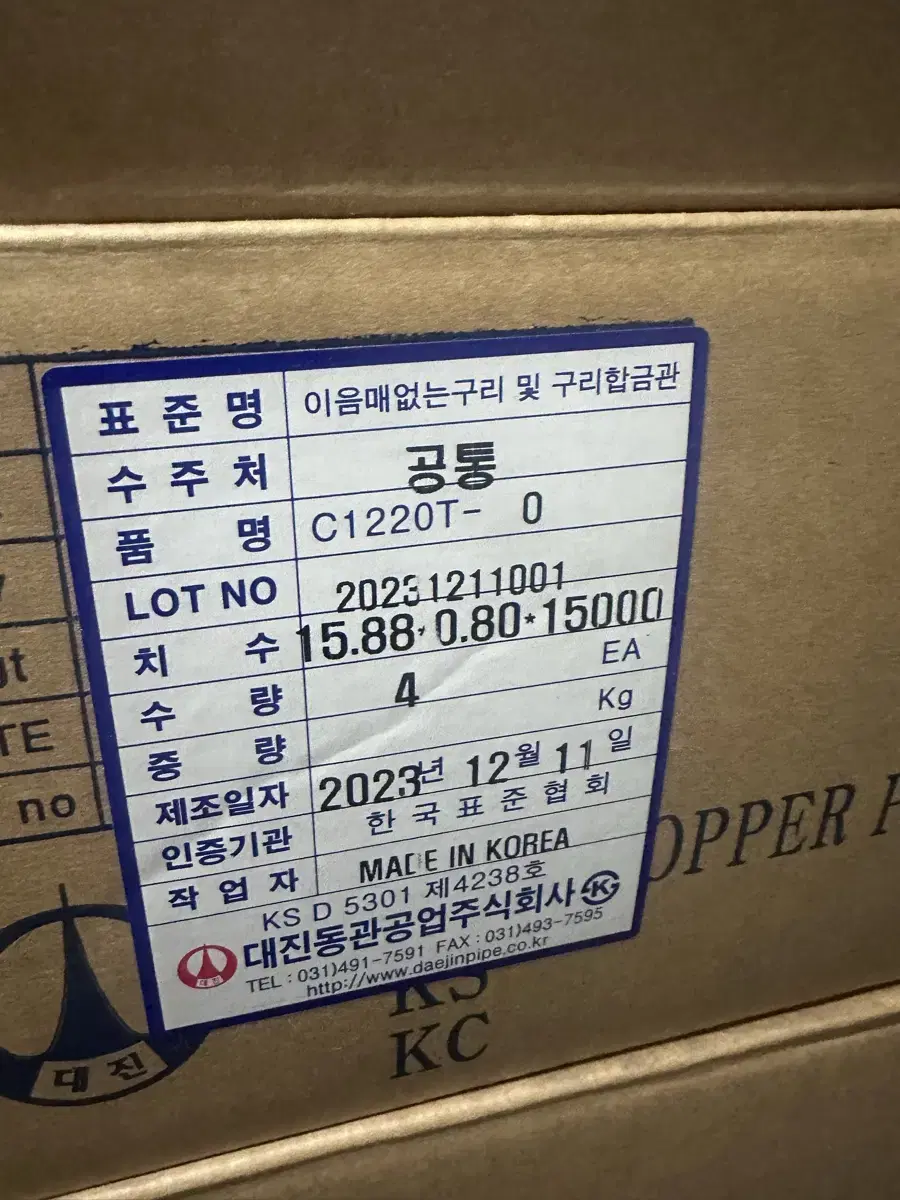 표준명 이음매없는구리 및 구리합금관
수주처 공통
품명 C1220T- 0
LOT NO 20231211001
치수 15.88*0.80*15000
수량 4 EA
중량 Kg
제조일자 2023년 12월 11일
인증기관 한국표준협회
작업자 MADE IN KOREA
KS D 5301 제4238호
대진 대진동관공업주식회사 K
TEL : 031)491-7591 FAX : 031)493-7595
http://www.daejinpipe.co.kr
TE
no
OPPER
KS
KC
대진